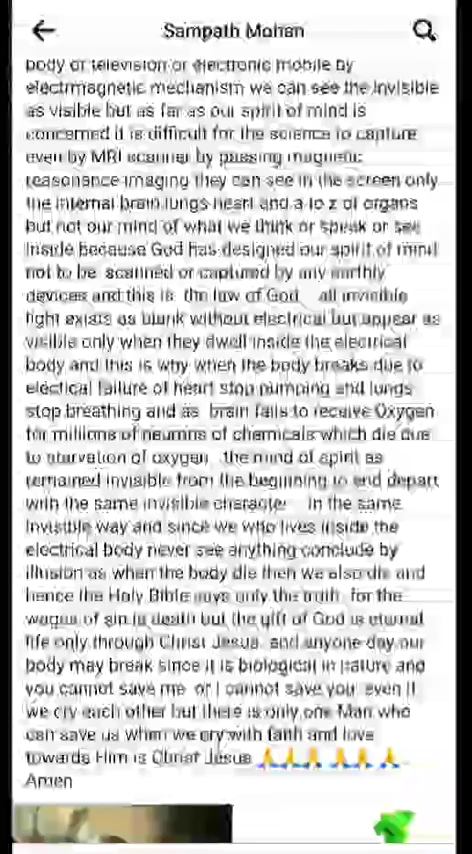 Sampath Mohan
body or television or electronic mobile by
electrmagnetic mechanism we can see the invisible
as visible but as far as our spirit of mind is
concerned it is difficult for the science to capture
even by MRI scanner by passing magnetic
reasonance imaging they can see in the screen only
the internal brain lungs heart and a to z of organs
but not our mind of what we think or speak or see
inside because God has designed our spirit of mind
not to be scanned or captured by any earthly
devices and this is the law of God all invisible
light exists as blank without electrical but appear as
visible only when they dwell inside the electrical
body and this is why when the body breaks due to
electical failure of heart stop pumping and lungs
stop breathing and as brain fails to receive Oxygen
for millions of neurons of chemicals which die due
to starvation of oxygen the mind of spirit as
remained invisible from the beginning to end depart
with the same invisible character In the same
invisible way and since we who lives inside the
electrical body never see anything conclude by
illusion as when the body die then we also die and
hence the Holy Bible says only the truth for the
wages of sin is death but the gift of God is eternal
life only through Christ Jesus and anyone day our
body may break since it is biological in nature and
you cannot save me or I cannot save you even if
we cry each other but there is only one Man who
can save us when we cry with faith and love
towards Him is Christ Jesus 🙏🙏🙏🙏🙏🙏
Amen